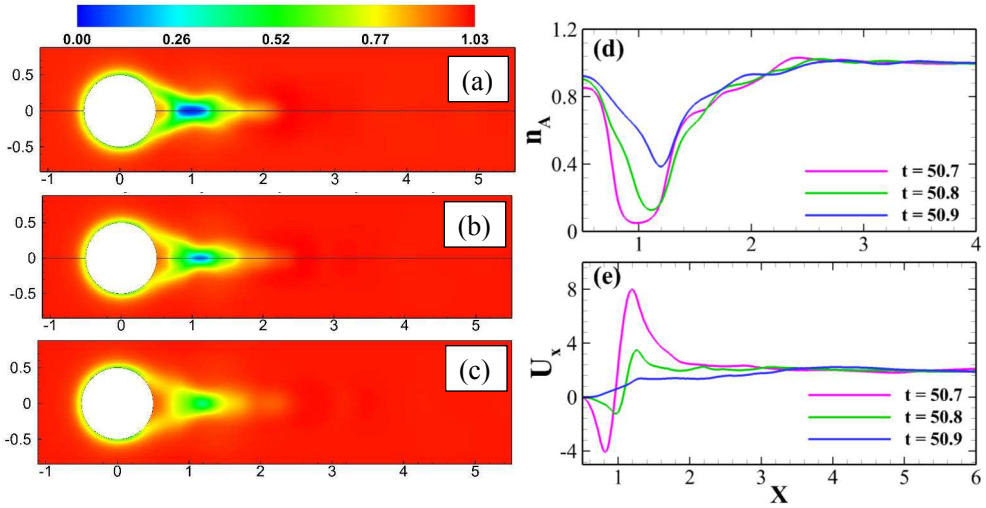 0.00 0.26 0.52 0.77 1.03
(a)
0.5
0
-0.5
-1 0 1 2 3 4 5
(b)
0.5
0
-0.5
-1 0 1 2 3 4 5
(c)
0.5
0
-0.5
-1 0 1 2 3 4 5
(d)
1.2
0.8
0.4
0
n_A
t = 50.7
t = 50.8
t = 50.9
1 2 3 4
(e)
8
4
0
-4
U_x
t = 50.7
t = 50.8
t = 50.9
1 2 3 4 5 6
X